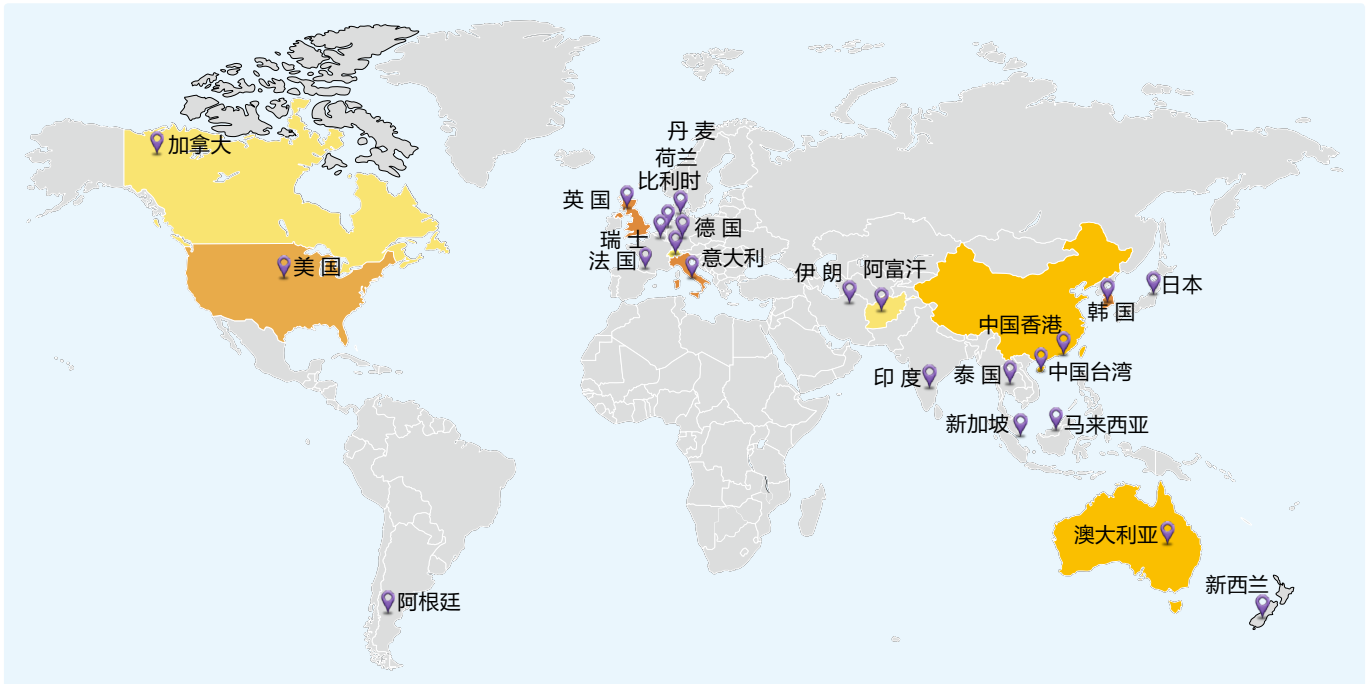 丹 麦
加拿大
荷兰
比利时
英 国
德 国
瑞 士
意大利
法 国
美 国
伊 朗
阿富汗
日本
韩 国
中国香港
中国台湾
印 度
泰 国
新加坡
马来西亚
澳大利亚
新西兰
阿根廷